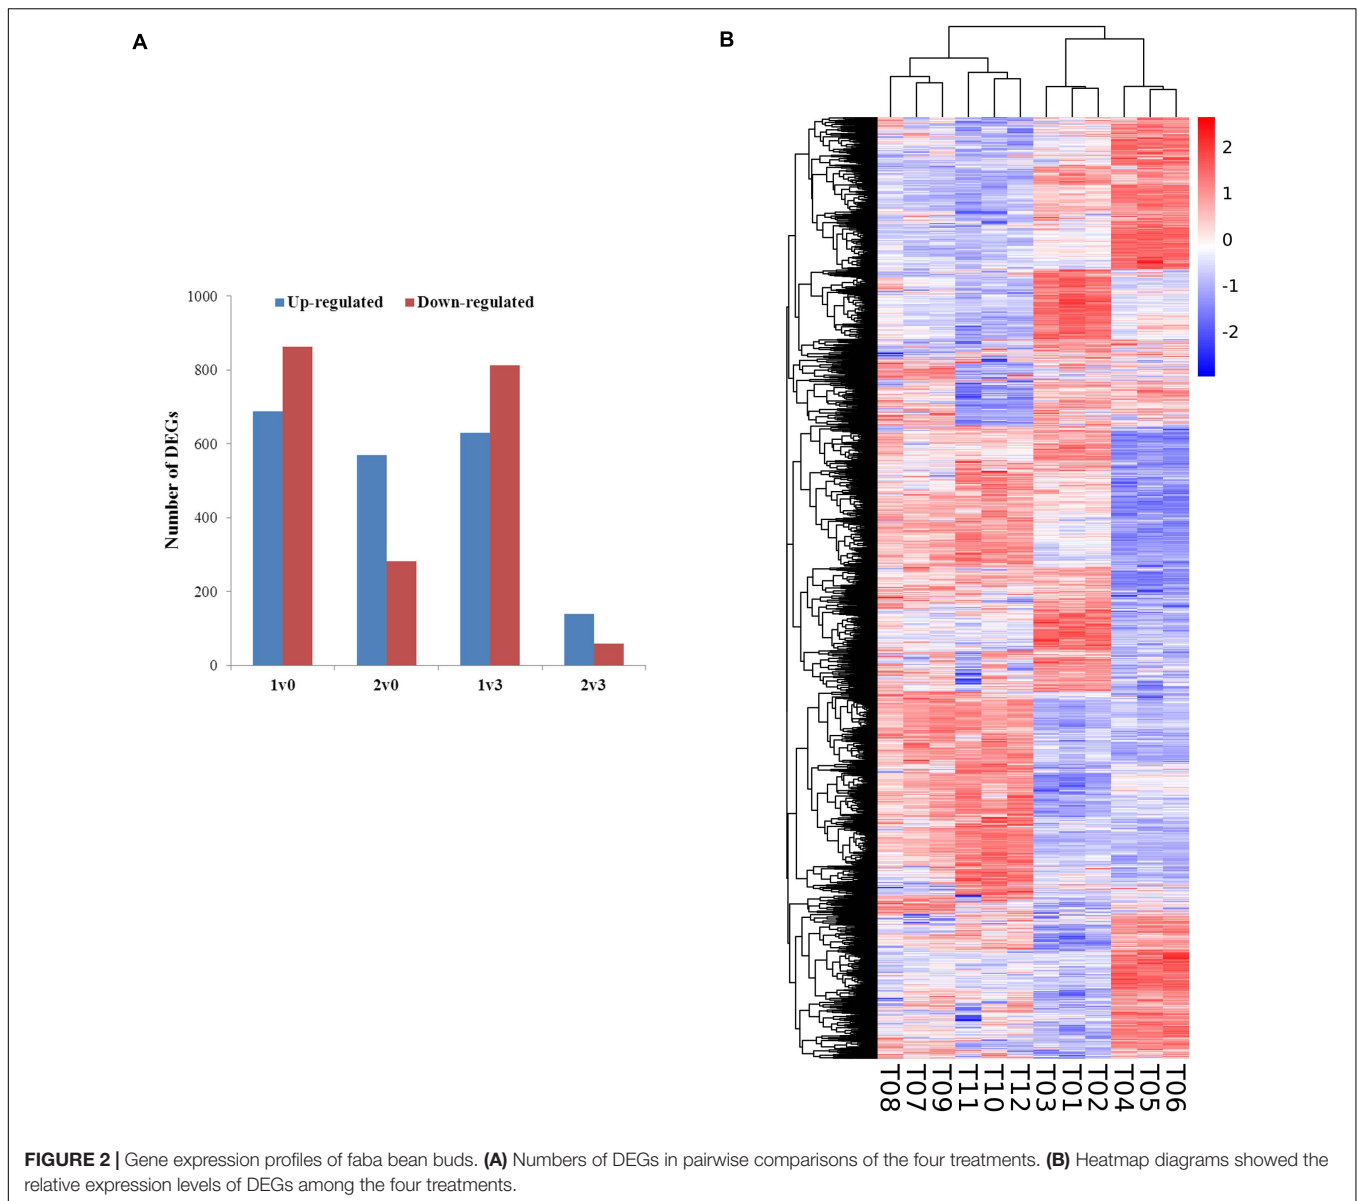 A
B
1000
800
600
400
200
0
Number of DEGs
Up-regulated
Down-regulated
1v0
2v0
1v3
2v3
2
1
0
-1
-2
T08
T07
T09
T11
T10
T12
T03
T01
T02
T04
T05
T06
FIGURE 2 | Gene expression profiles of faba bean buds. (A) Numbers of DEGs in pairwise comparisons of the four treatments. (B) Heatmap diagrams showed the
relative expression levels of DEGs among the four treatments.